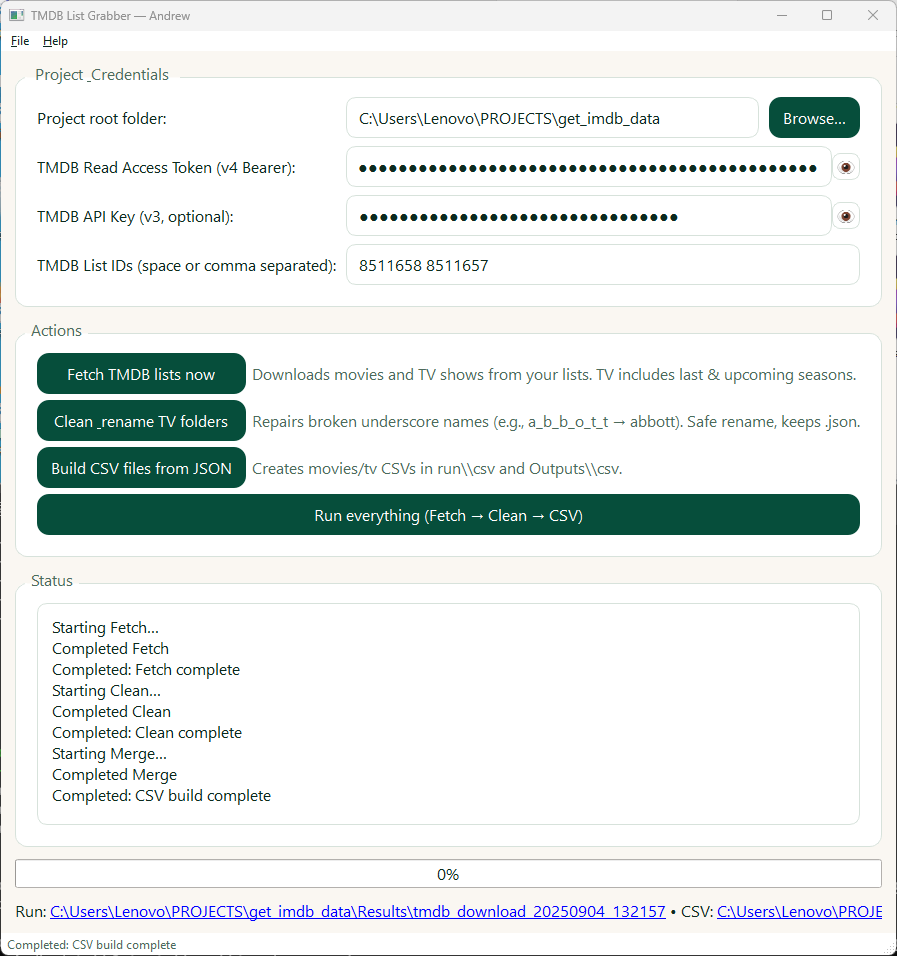 TMDB List Grabber — Andrew
File Help
Project _Credentials
Project root folder: C:\Users\Lenovo\PROJECTS\get_imdb_data Browse...
TMDB Read Access Token (v4 Bearer): ●●●●●●●●●●●●●●●●●●●●●●●●●●●●●●●●●●●●●●●●●●●●●●
TMDB API Key (v3, optional): ●●●●●●●●●●●●●●●●●●●●●●●●●●●●●●●●
TMDB List IDs (space or comma separated): 8511658 8511657
Actions
Fetch TMDB lists now Downloads movies and TV shows from your lists. TV includes last & upcoming seasons.
Clean _rename TV folders Repairs broken underscore names (e.g., a_b_b_o_t_t → abbott). Safe rename, keeps .json.
Build CSV files from JSON Creates movies/tv CSVs in run\\csv and Outputs\\csv.
Run everything (Fetch → Clean → CSV)
Status
Starting Fetch...
Completed Fetch
Completed: Fetch complete
Starting Clean...
Completed Clean
Completed: Clean complete
Starting Merge...
Completed Merge
Completed: CSV build complete
0%
Run: C:\Users\Lenovo\PROJECTS\get_imdb_data\Results\tmdb_download_20250904_132157 • CSV: C:\Users\Lenovo\PROJE
Completed: CSV build complete